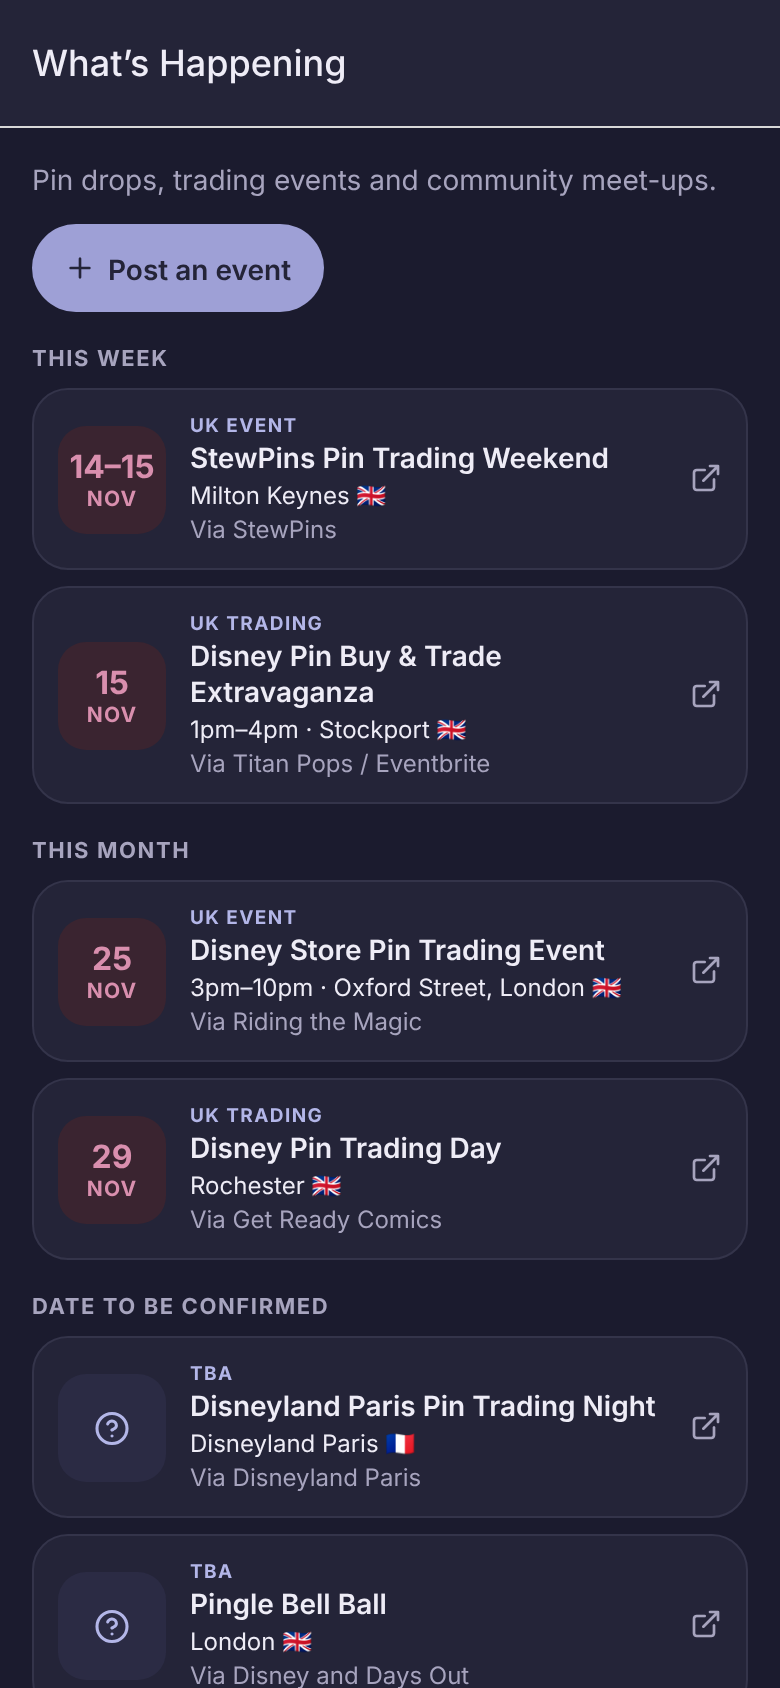 What’s Happening
Pin drops, trading events and community meet-ups.
+ Post an event
THIS WEEK
14–15
NOV
UK EVENT
StewPins Pin Trading Weekend
Milton Keynes 🇬🇧
Via StewPins
15
NOV
UK TRADING
Disney Pin Buy & Trade
Extravaganza
1pm–4pm · Stockport 🇬🇧
Via Titan Pops / Eventbrite
THIS MONTH
25
NOV
UK EVENT
Disney Store Pin Trading Event
3pm–10pm · Oxford Street, London 🇬🇧
Via Riding the Magic
29
NOV
UK TRADING
Disney Pin Trading Day
Rochester 🇬🇧
Via Get Ready Comics
DATE TO BE CONFIRMED
TBA
Disneyland Paris Pin Trading Night
Disneyland Paris 🇫🇷
Via Disneyland Paris
TBA
Pingle Bell Ball
London 🇬🇧
Via Disney and Days Out